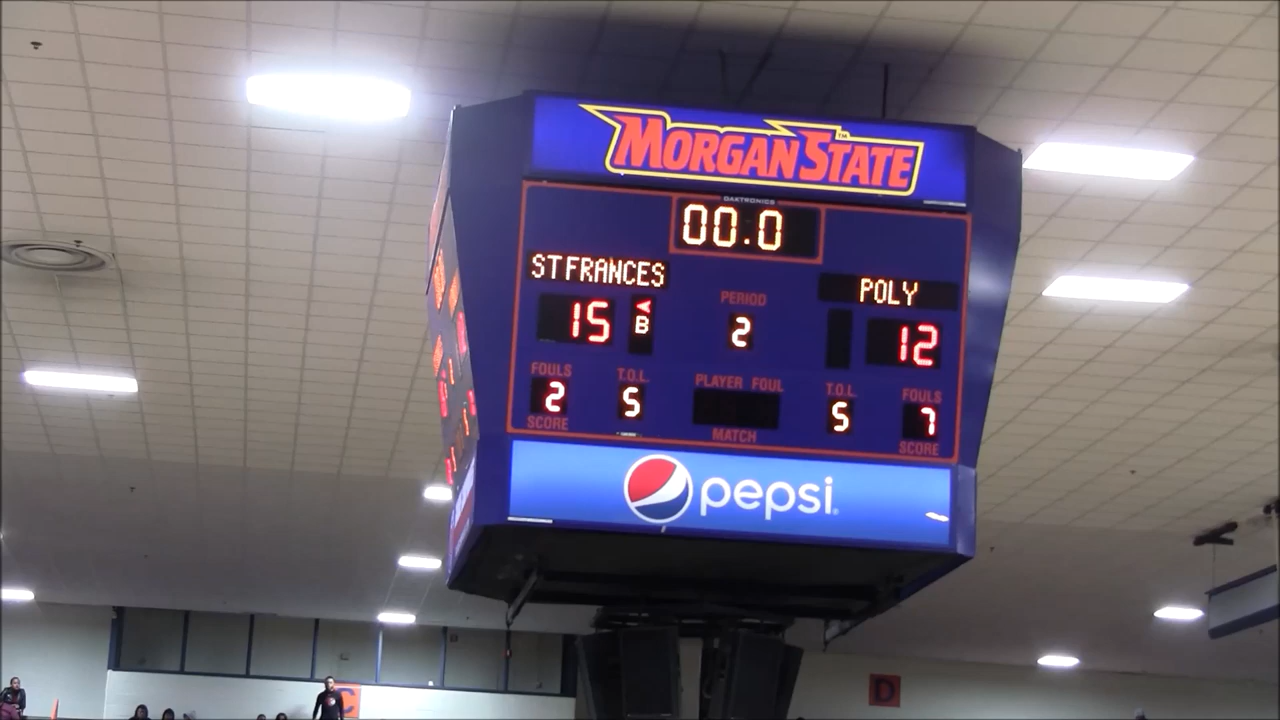 MORGAN STATE™
DAKTRONICS
00.0
ST FRANCES
POLY
PERIOD
15
B
2
12
FOULS
T.O.L.
PLAYER FOUL
T.O.L.
FOULS
2
5
5
7
SCORE
MATCH
SCORE
pepsi
C
D